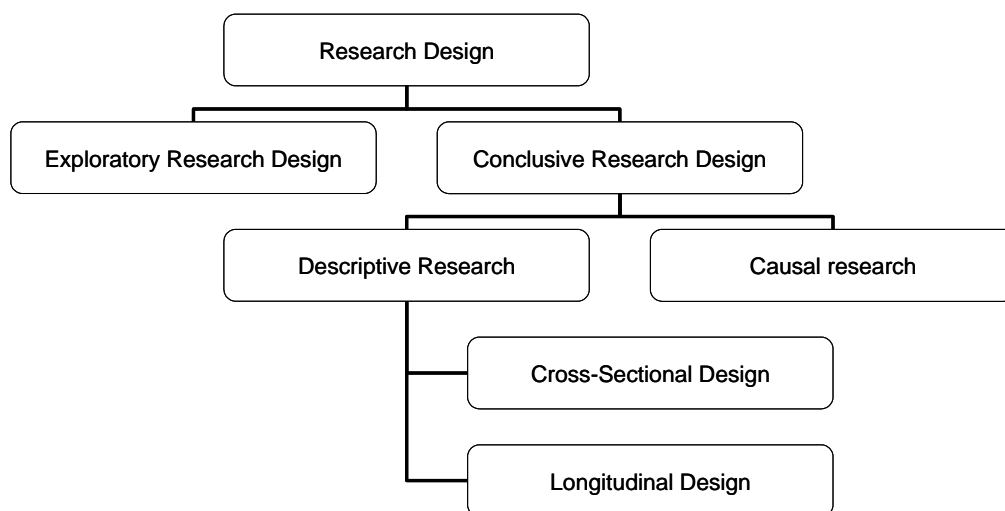 Research Design
Exploratory Research Design
Conclusive Research Design
Descriptive Research
Causal research
Cross-Sectional Design
Longitudinal Design